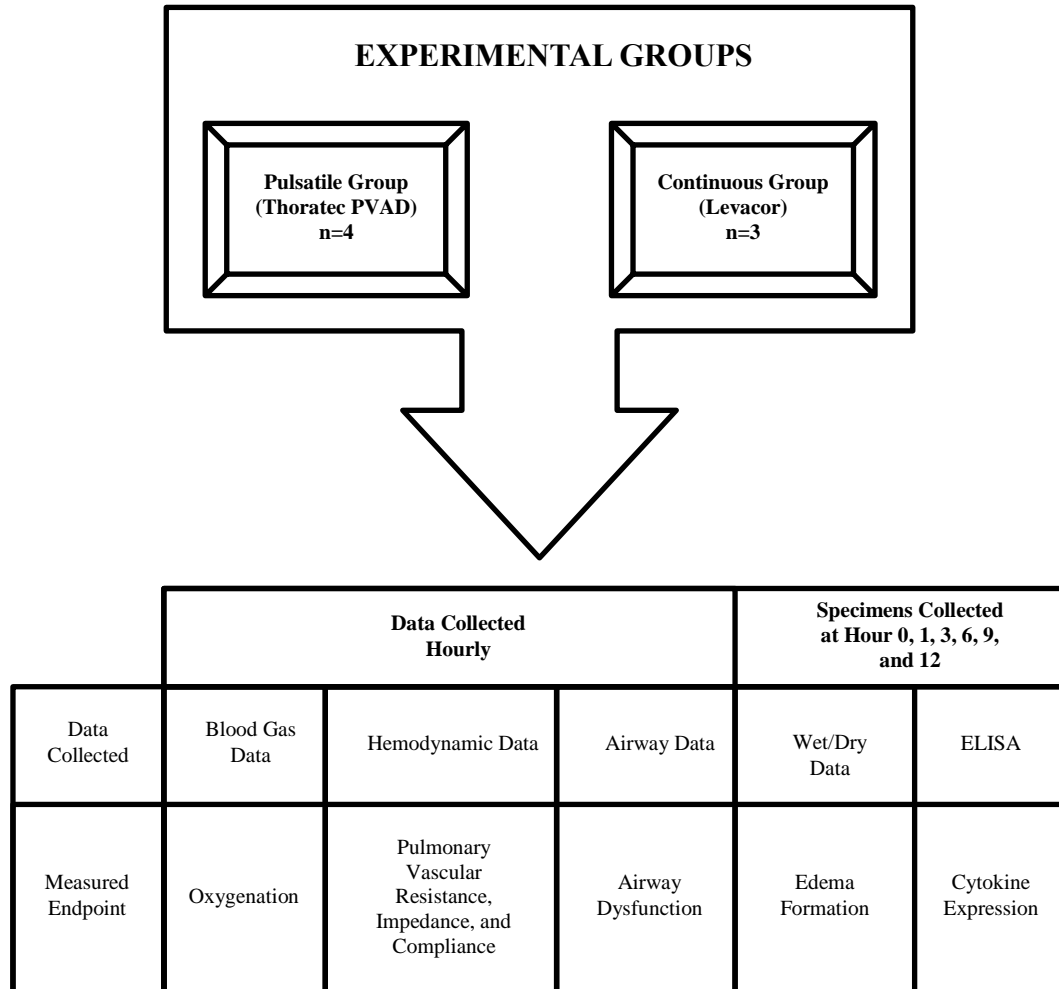 EXPERIMENTAL GROUPS
Pulsatile Group
(Thoratec PVAD)
n=4
Continuous Group
(Levacor)
n=3
Data Collected
Hourly
Specimens Collected
at Hour 0, 1, 3, 6, 9,
and 12
Data
Collected
Blood Gas
Data
Hemodynamic Data
Airway Data
Wet/Dry
Data
ELISA
Measured
Endpoint
Oxygenation
Pulmonary
Vascular
Resistance,
Impedance, and
Compliance
Airway
Dysfunction
Edema
Formation
Cytokine
Expression